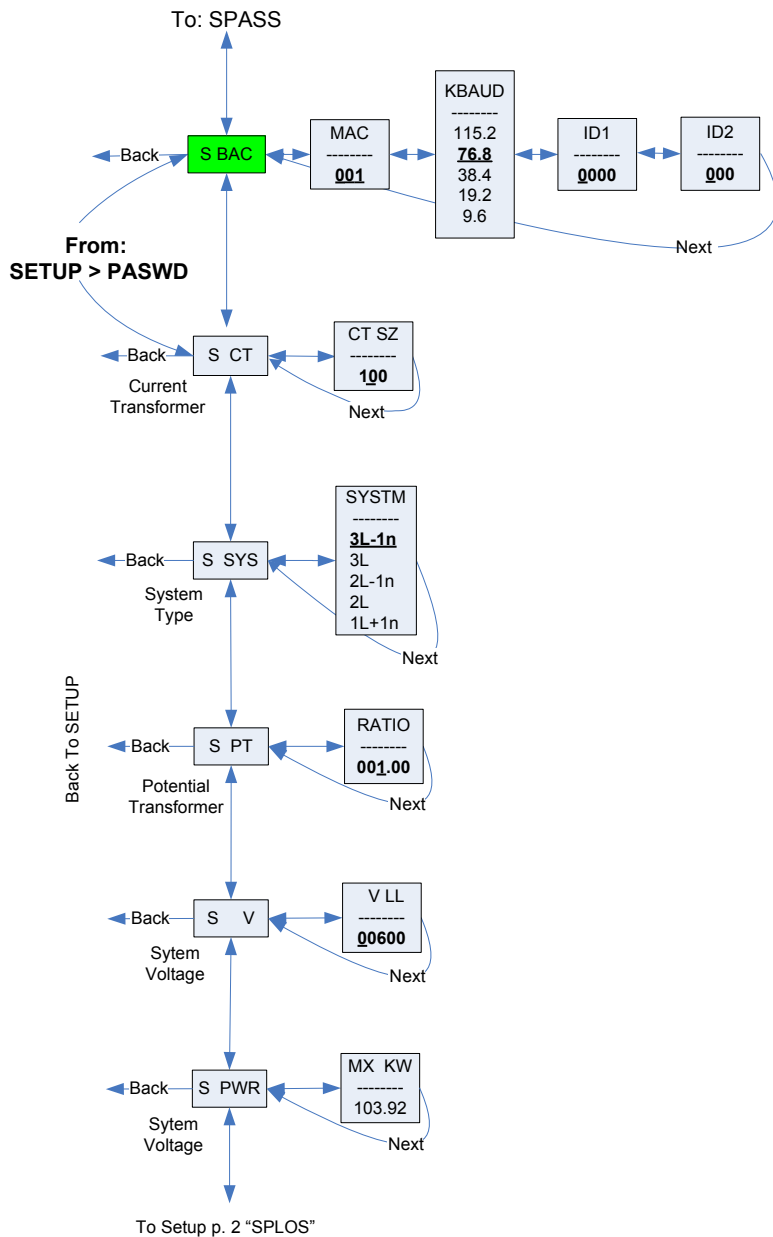 To: SPASS
S BAC
Back
MAC
--------
001
KBAUD
--------
115.2
76.8
38.4
19.2
9.6
ID1
--------
0000
ID2
--------
000
Next
From:
SETUP > PASWD
S CT
Back
Current
Transformer
CT SZ
--------
100
Next
S SYS
Back
System
Type
SYSTM
--------
3L-1n
3L
2L-1n
2L
1L+1n
Next
Back To SETUP
S PT
Back
Potential
Transformer
RATIO
--------
001.00
Next
S V
Back
Sytem
Voltage
V LL
--------
00600
Next
S PWR
Back
Sytem
Voltage
MX KW
--------
103.92
Next
To Setup p. 2 “SPLOS”